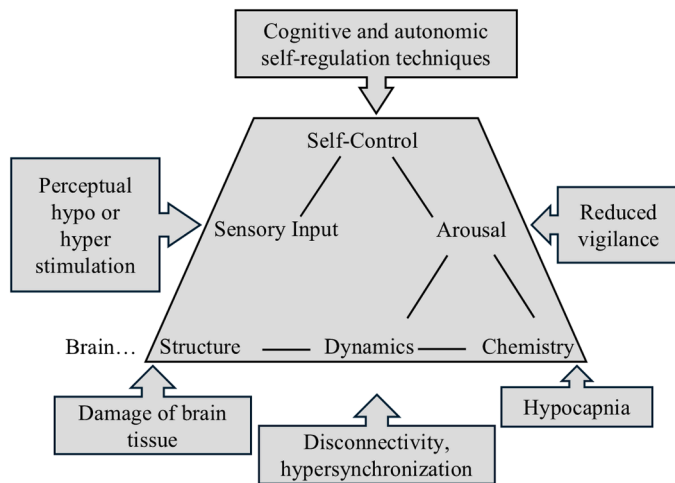 Cognitive and autonomic
self-regulation techniques
Self-Control
Perceptual
hypo or
hyper
stimulation
Sensory Input
Arousal
Reduced
vigilance
Brain… Structure Dynamics Chemistry
Damage of brain
tissue
Disconnectivity,
hypersynchronization
Hypocapnia